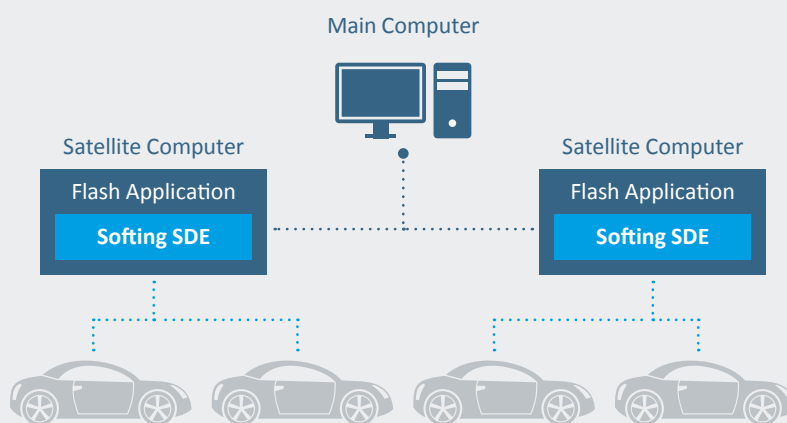 Main Computer
Satellite Computer
Flash Application
Softing SDE
Satellite Computer
Flash Application
Softing SDE